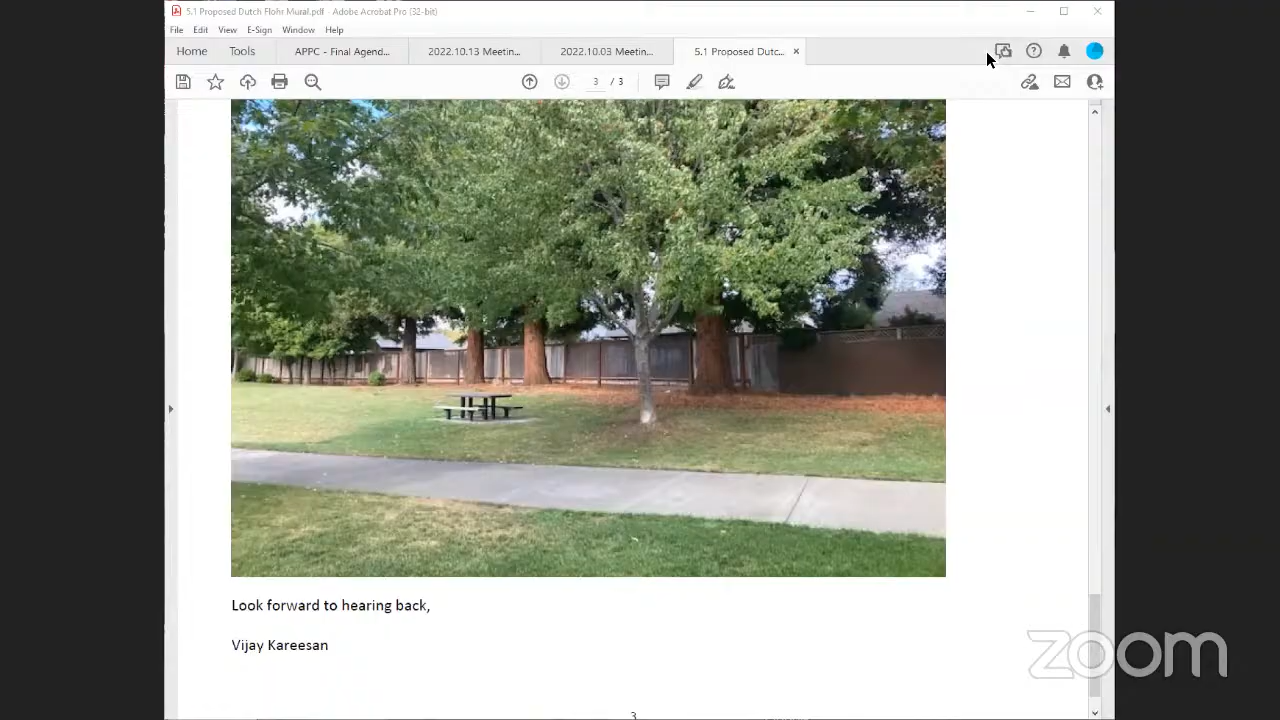 5.1 Proposed Dutch Flohr Mural.pdf - Adobe Acrobat Pro (32-bit)
File Edit View E-Sign Window Help
Home Tools APPC - Final Agend... 2022.10.13 Meetin... 2022.10.03 Meetin... 5.1 Proposed Dutc... ×
3 / 3
Look forward to hearing back,
Vijay Kareesan
3
zoom